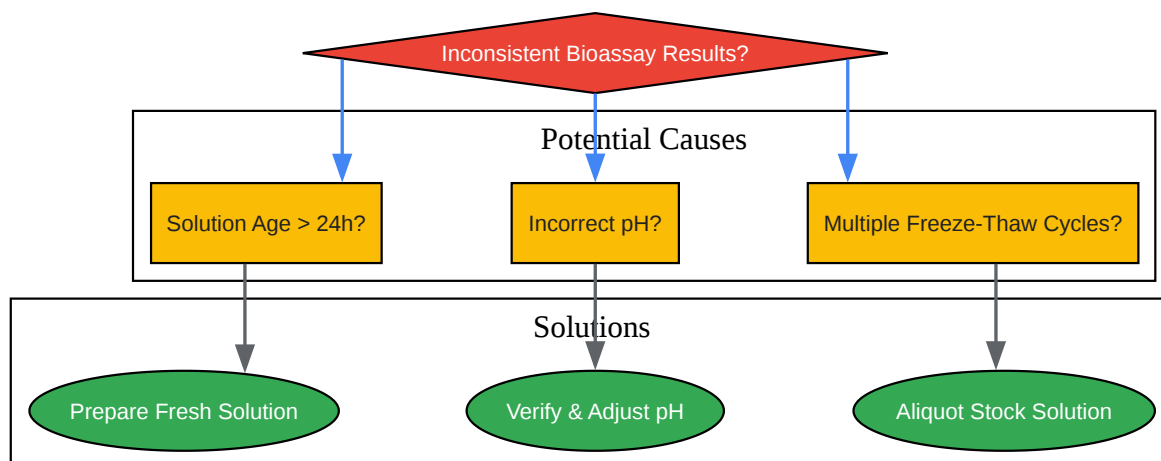 Inconsistent Bioassay Results?
Potential Causes
Solution Age > 24h?
Incorrect pH?
Multiple Freeze-Thaw Cycles?
Solutions
Prepare Fresh Solution
Verify & Adjust pH
Aliquot Stock Solution